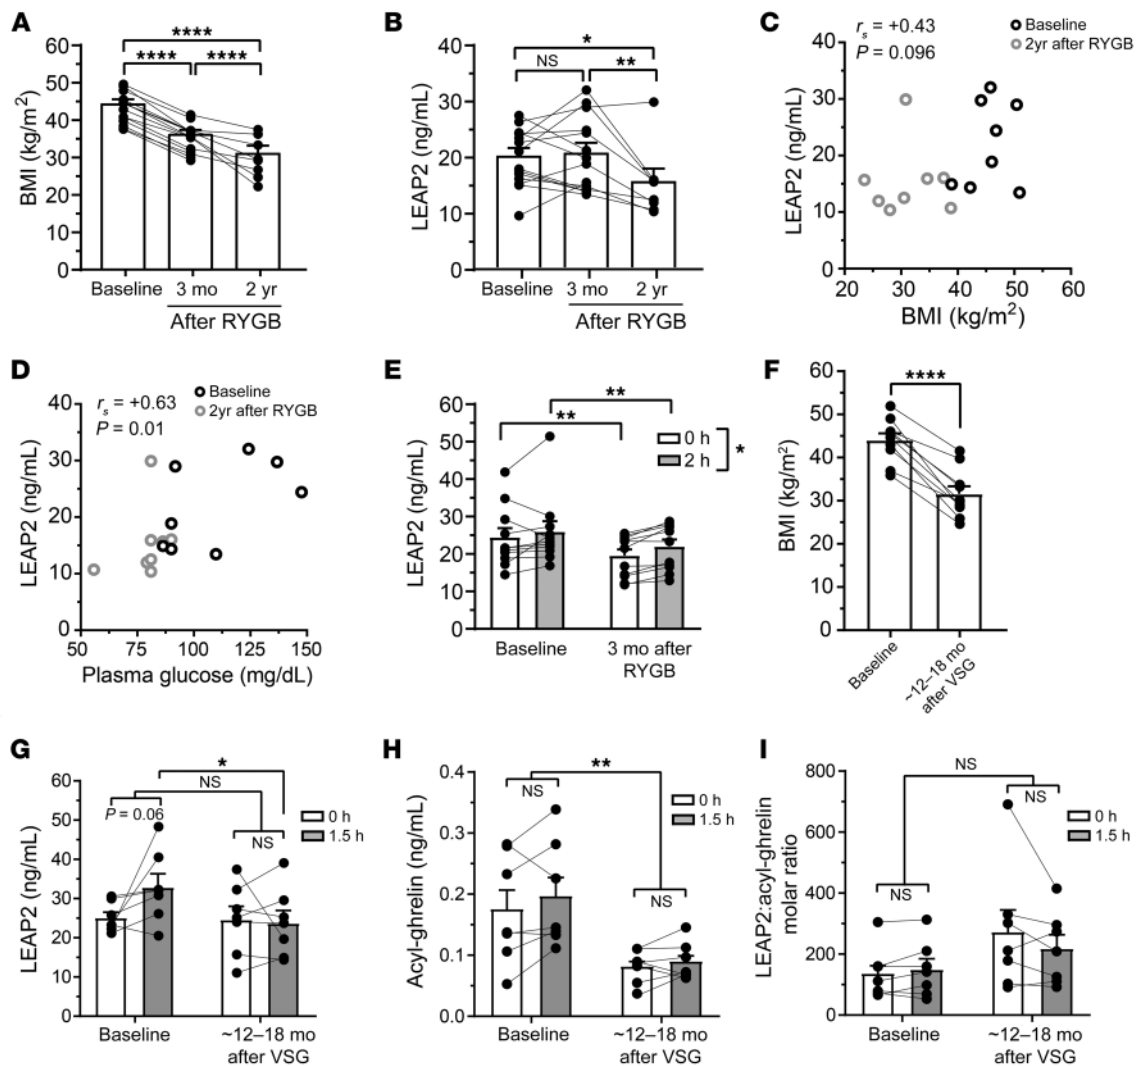 A
BMI (kg/m²)
60
50
40
30
20
10
0
****
****
****
Baseline
3 mo
2 yr
After RYGB
B
LEAP2 (ng/mL)
40
30
20
10
0
*
NS
**
Baseline
3 mo
2 yr
After RYGB
C
rs = +0.43
P = 0.096
Baseline
2yr after RYGB
LEAP2 (ng/mL)
40
30
20
10
0
20 30 40 50 60
BMI (kg/m²)
D
rs = +0.63
P = 0.01
Baseline
2yr after RYGB
LEAP2 (ng/mL)
40
30
20
10
0
50 75 100 125 150
Plasma glucose (mg/dL)
E
LEAP2 (ng/mL)
60
50
40
30
20
10
0
**
**
0 h
2 h
*
Baseline
3 mo after
RYGB
F
BMI (kg/m²)
60
50
40
30
20
10
0
****
Baseline
~12–18 mo
after VSG
G
LEAP2 (ng/mL)
60
50
40
30
20
10
0
*
NS
P = 0.06
NS
0 h
1.5 h
Baseline
~12–18 mo
after VSG
H
Acyl-ghrelin (ng/mL)
0.4
0.3
0.2
0.1
0.0
**
NS
NS
0 h
1.5 h
Baseline
~12–18 mo
after VSG
I
LEAP2:acyl-ghrelin
molar ratio
800
600
400
200
0
NS
NS
NS
0 h
1.5 h
Baseline
~12–18 mo
after VSG